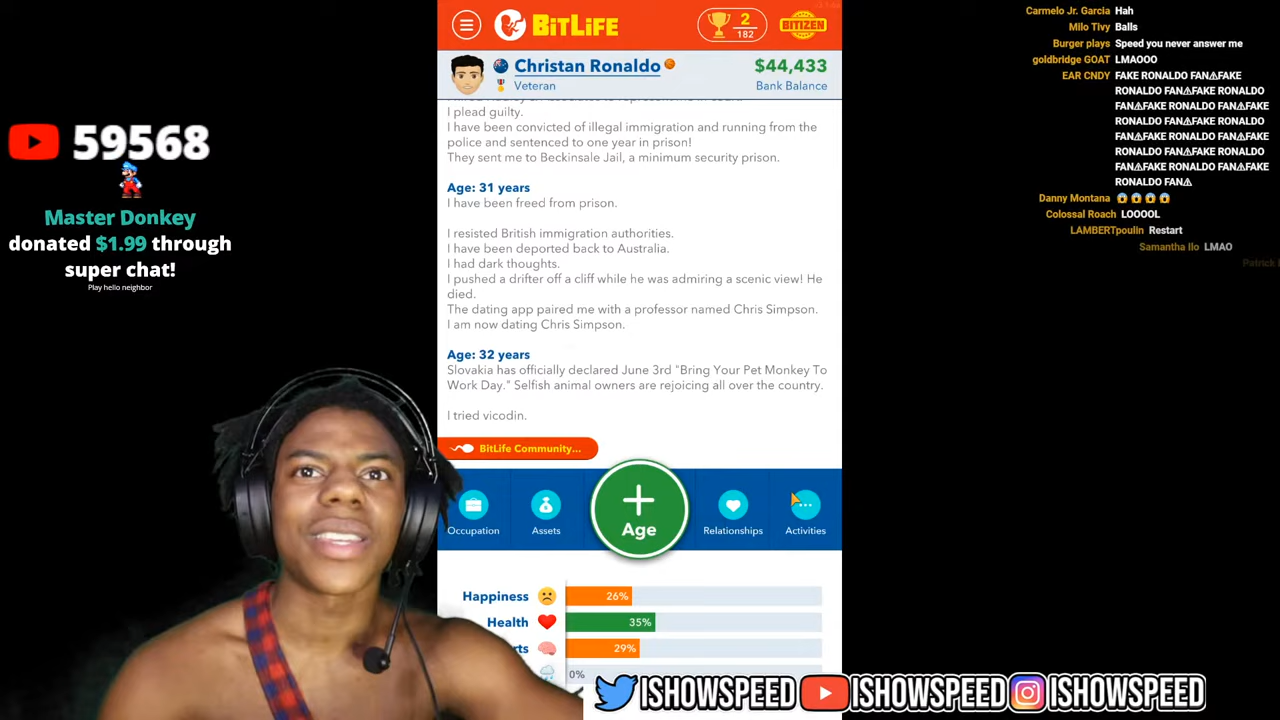 59568
Master Donkey
donated $1.99 through
super chat!
Play hello neighbor
BITLIFE
2
182
BITIZEN
Christan Ronaldo
Veteran
$44,433
Bank Balance
I plead guilty.
I have been convicted of illegal immigration and running from the
police and sentenced to one year in prison!
They sent me to Beckinsale Jail, a minimum security prison.
Age: 31 years
I have been freed from prison.
I resisted British immigration authorities.
I have been deported back to Australia.
I had dark thoughts.
I pushed a drifter off a cliff while he was admiring a scenic view! He
died.
The dating app paired me with a professor named Chris Simpson.
I am now dating Chris Simpson.
Age: 32 years
Slovakia has officially declared June 3rd "Bring Your Pet Monkey To
Work Day." Selfish animal owners are rejoicing all over the country.
I tried vicodin.
BitLife Community...
Occupation
Assets
+
Age
Relationships
Activities
Happiness
26%
Health
35%
rts
29%
0%
Carmelo Jr. Garcia Hah
Milo Tivy Balls
Burger plays Speed you never answer me
goldbridge GOAT LMAOOO
EAR CNDY FAKE RONALDO FAN⚠FAKE
RONALDO FAN⚠FAKE RONALDO
FAN⚠FAKE RONALDO FAN⚠FAKE
RONALDO FAN⚠FAKE RONALDO
FAN⚠FAKE RONALDO FAN⚠FAKE
RONALDO FAN⚠FAKE RONALDO
FAN⚠FAKE RONALDO FAN⚠FAKE
RONALDO FAN⚠
Danny Montana 😱😱😱😱
Colossal Roach LOOOOL
LAMBERTpoulin Restart
Samantha Ilo LMAO
Patrick
ISHOWSPEED
ISHOWSPEED
ISHOWSPEED